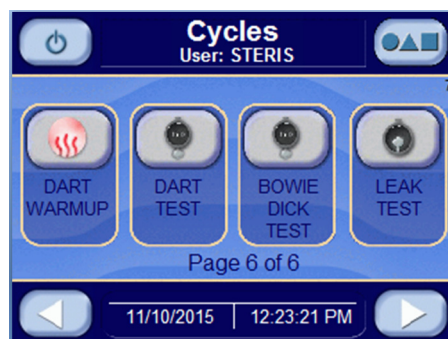 Cycles
User: STERIS
DART
WARMUP
DART
TEST
BOWIE
DICK
TEST
LEAK
TEST
Page 6 of 6
11/10/2015
12:23:21 PM